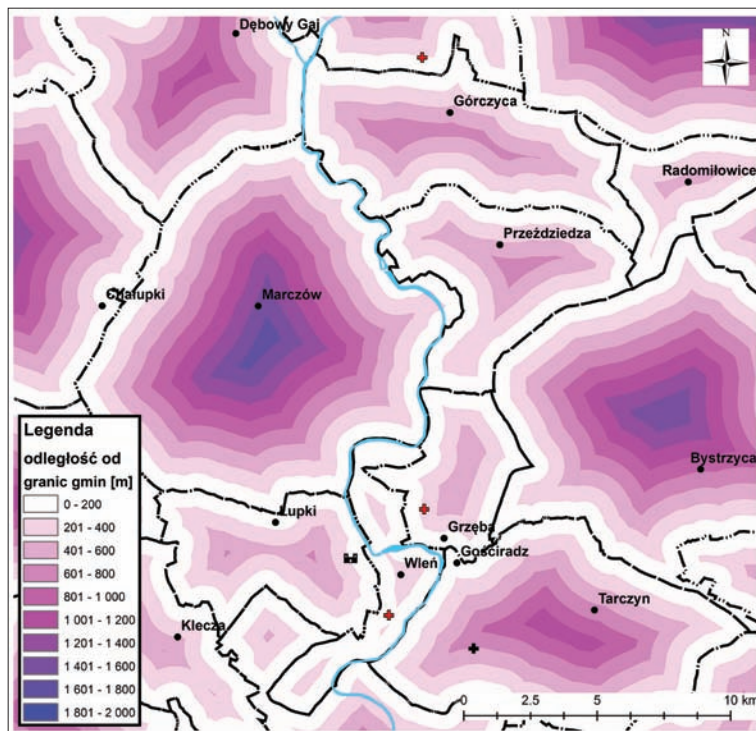 Dębowy Gaj
N
Górczyca
Radomiłowice
Przeździedza
Chałupki
Marczów
Legenda
odległość od
granic gmin [m]
0 - 200
201 - 400
401 - 600
601 - 800
801 - 1 000
1 001 - 1 200
1 201 - 1 400
1 401 - 1 600
1 601 - 1 800
1 801 - 2 000
Bystrzyca
Łupki
Grzęba
Gościradz
Wleń
Tarczyn
Klecza
0 2.5 5 10 km